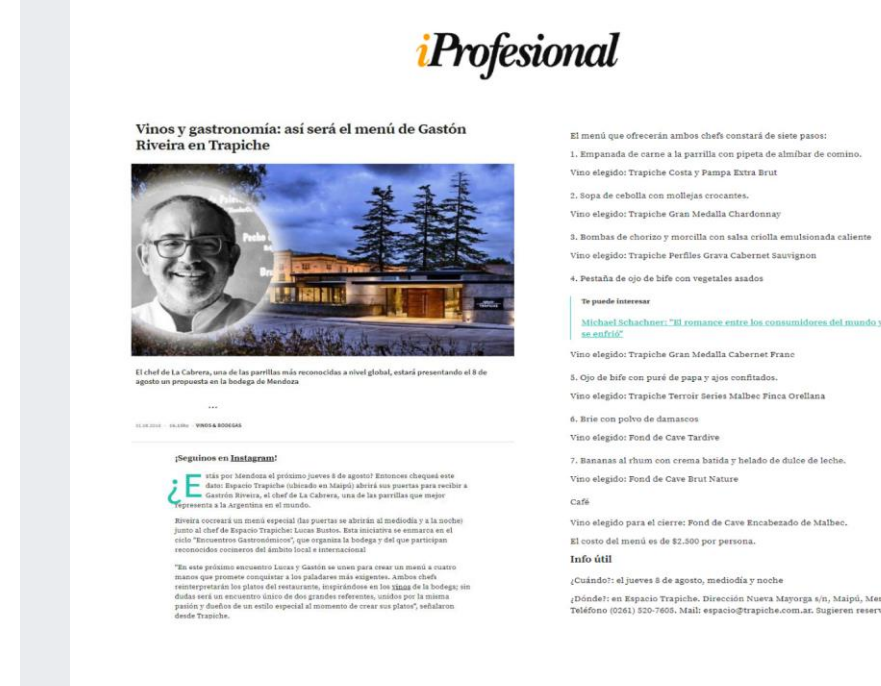 iProfesional
Vinos y gastronomía: así será el menú de Gastón
Riveira en Trapiche
El chef de La Cabrera, una de las parrillas más reconocidas a nivel global, estará presentando el 8 de
agosto un propuesta en la bodega de Mendoza
...
VINOS & BODEGAS
¡Seguinos en Instagram!
¿Estás por Mendoza el próximo jueves 8 de agosto? Entonces chequeá este
dato: Espacio Trapiche (ubicado en Maipú) abrirá sus puertas para recibir a
Gastrón Riveira, el chef de La Cabrera, una de las parrillas que mejor
representa a la Argentina en el mundo.
Riveira cocreará un menú especial (las puertas se abrirán al mediodía y a la noche)
junto al chef de Espacio Trapiche: Lucas Bustos. Esta iniciativa se enmarca en el
ciclo "Encuentros Gastronómicos", que organiza la bodega y del que participan
reconocidos cocineros del ámbito local e internacional
"En este próximo encuentro Lucas y Gastón se unen para crear un menú a cuatro
manos que promete conquistar a los paladares más exigentes. Ambos chefs
reinterpretarán los platos del restaurante, inspirándose en los vinos de la bodega; sin
dudas será un encuentro único de dos grandes referentes, unidos por la misma
pasión y dueños de un estilo especial al momento de crear sus platos", señalaron
desde Trapiche.
El menú que ofrecerán ambos chefs constará de siete pasos:
1. Empanada de carne a la parrilla con pipeta de almíbar de comino.
Vino elegido: Trapiche Costa y Pampa Extra Brut
2. Sopa de cebolla con mollejas crocantes.
Vino elegido: Trapiche Gran Medalla Chardonnay
3. Bombas de chorizo y morcilla con salsa criolla emulsionada caliente
Vino elegido: Trapiche Perfiles Grava Cabernet Sauvignon
4. Pestaña de ojo de bife con vegetales asados
Te puede interesar
Michael Schachner: "El romance entre los consumidores del mundo y
se enfrió"
Vino elegido: Trapiche Gran Medalla Cabernet Franc
5. Ojo de bife con puré de papa y ajos confitados.
Vino elegido: Trapiche Terroir Series Malbec Finca Orellana
6. Brie con polvo de damascos
Vino elegido: Fond de Cave Tardive
7. Bananas al rhum con crema batida y helado de dulce de leche.
Vino elegido: Fond de Cave Brut Nature
Café
Vino elegido para el cierre: Fond de Cave Encabezado de Malbec.
El costo del menú es de $2.500 por persona.
Info útil
¿Cuándo?: el jueves 8 de agosto, mediodía y noche
¿Dónde?: en Espacio Trapiche. Dirección Nueva Mayorga s/n, Maipú,
Teléfono (0261) 520-7605. Mail: espacio@trapiche.com.ar. Sugieren